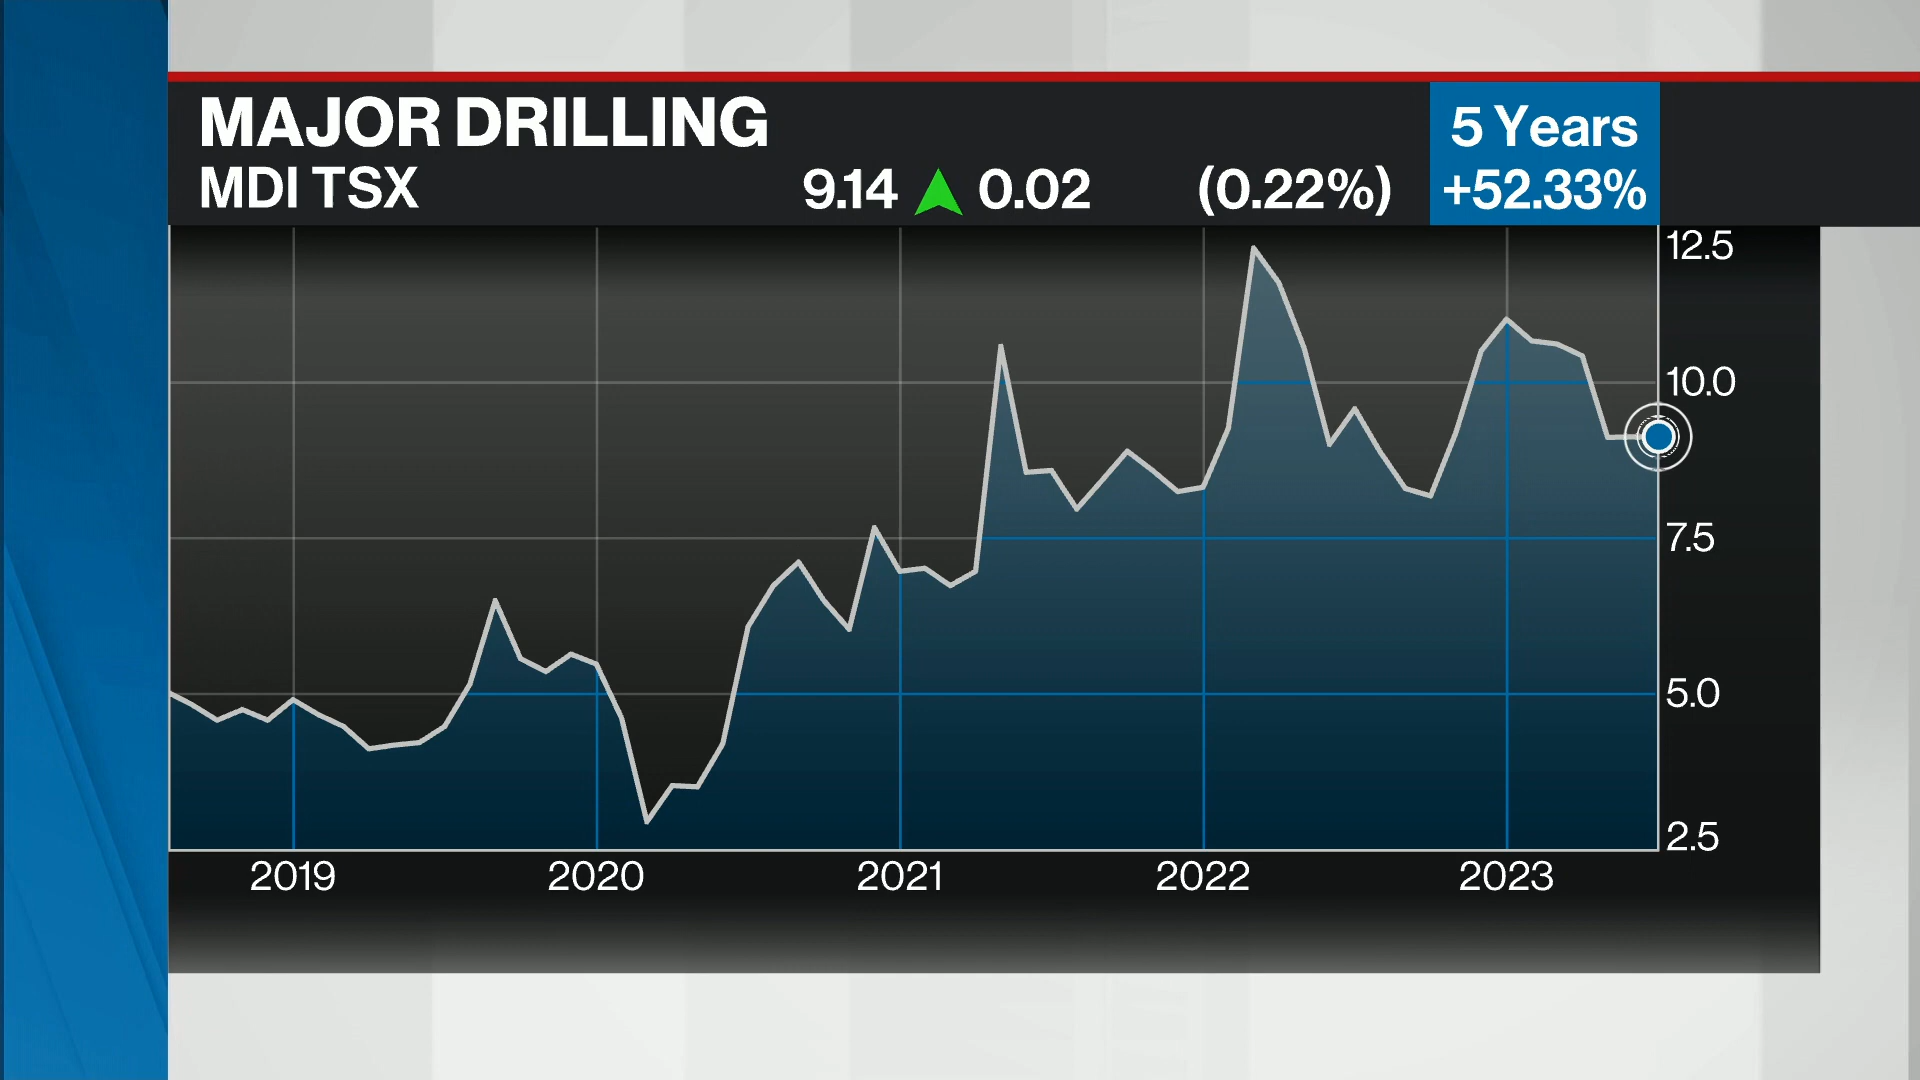 MAJOR DRILLING
MDI TSX
9.14 ▲ 0.02 (0.22%)
5 Years
+52.33%
12.5
10.0
7.5
5.0
2.5
2019 2020 2021 2022 2023